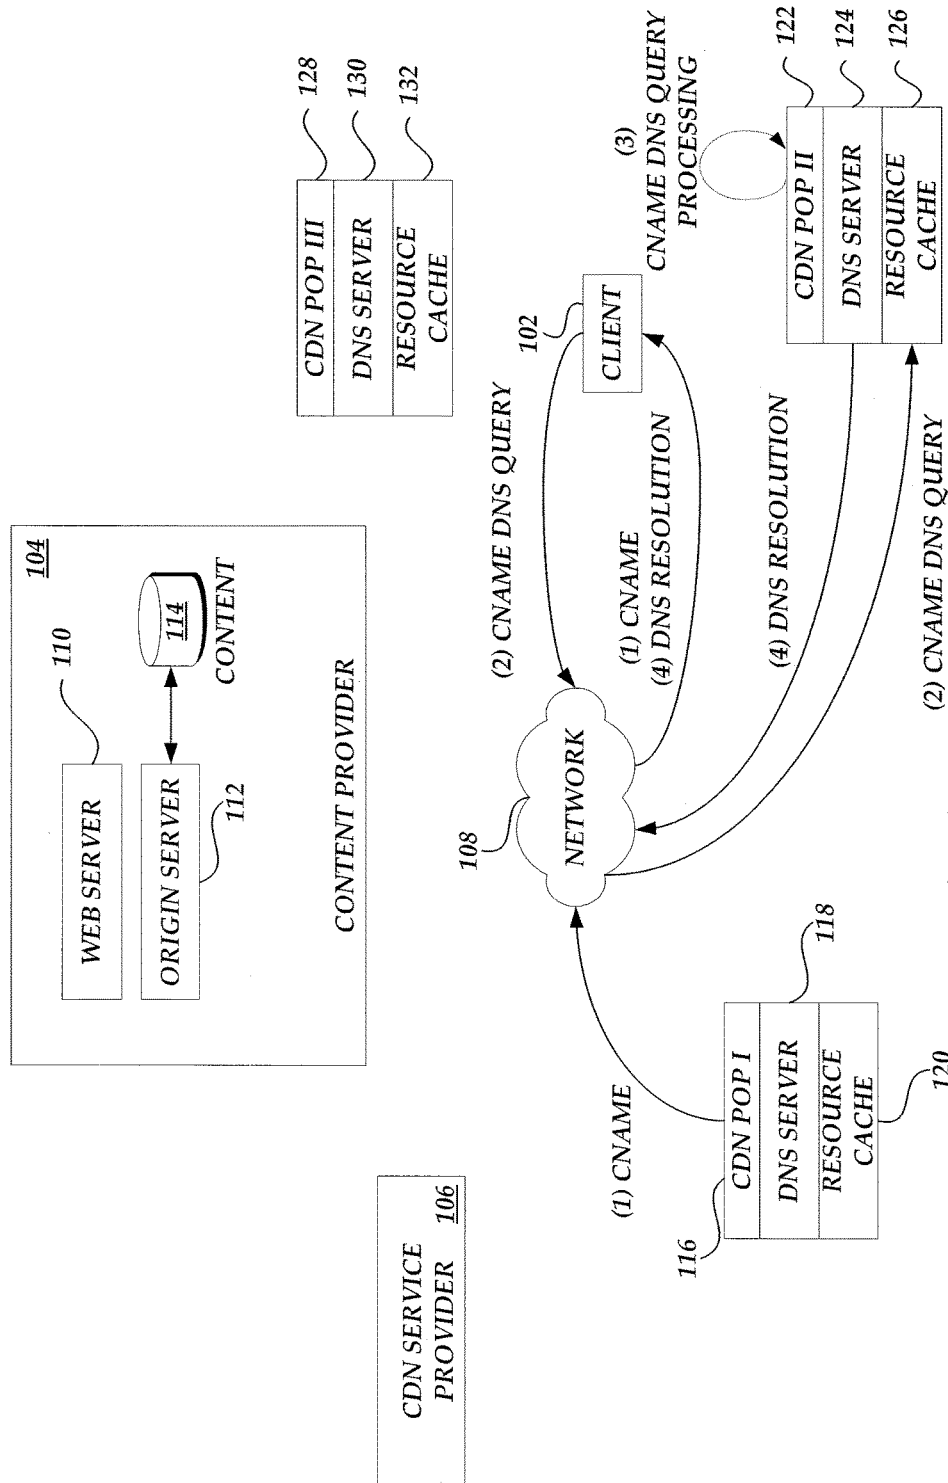 CDN SERVICE
PROVIDER
106
104
WEB SERVER
110
ORIGIN SERVER
112
114
CONTENT
CONTENT PROVIDER
CDN POP III
128
DNS SERVER
130
RESOURCE
CACHE
132
108
NETWORK
(2) CNAME DNS QUERY
102
CLIENT
(1) CNAME
(4) DNS RESOLUTION
(3)
CNAME DNS QUERY
PROCESSING
(1) CNAME
116
CDN POP I
DNS SERVER
118
RESOURCE
CACHE
120
(4) DNS RESOLUTION
CDN POP II
122
DNS SERVER
124
RESOURCE
CACHE
126
(2) CNAME DNS QUERY